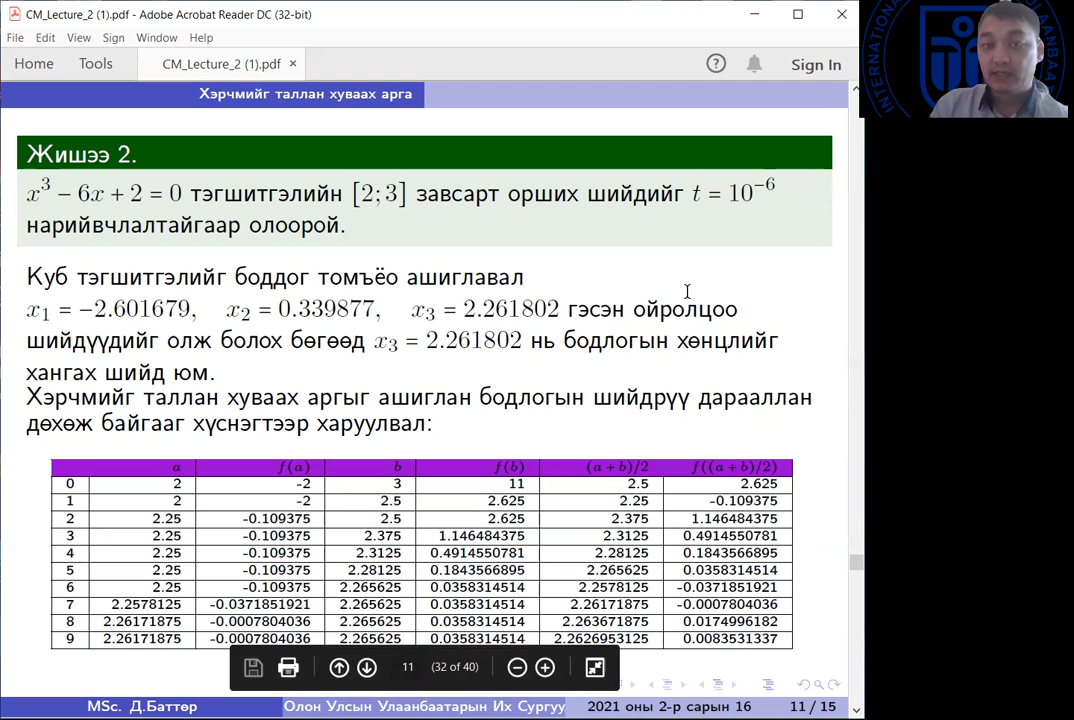 CM_Lecture_2 (1).pdf - Adobe Acrobat Reader DC (32-bit)
File Edit View Sign Window Help
Home Tools CM_Lecture_2 (1).pdf × ? Sign In
Хэрчмийг таллан хуваах арга
Жишээ 2.
x³ − 6x + 2 = 0 тэгшитгэлийн [2; 3] завсарт орших шийдийг t = 10⁻⁶
нарийвчлалтайгаар олоорой.
Куб тэгшитгэлийг боддог томъёо ашиглавал
x₁ = −2.601679, x₂ = 0.339877, x₃ = 2.261802 гэсэн ойролцоо
шийдүүдийг олж болох бөгөөд x₃ = 2.261802 нь бодлогын хөнцлийг
хангах шийд юм.
Хэрчмийг таллан хуваах аргыг ашиглан бодлогын шийдрүү дарааллан
дөхөж байгааг хүснэгтээр харуулвал:
a f(a) b f(b) (a + b)/2 f((a + b)/2)
0 2 -2 3 11 2.5 2.625
1 2 -2 2.5 2.625 2.25 -0.109375
2 2.25 -0.109375 2.5 2.625 2.375 1.146484375
3 2.25 -0.109375 2.375 1.146484375 2.3125 0.4914550781
4 2.25 -0.109375 2.3125 0.4914550781 2.28125 0.1843566895
5 2.25 -0.109375 2.28125 0.1843566895 2.265625 0.0358314514
6 2.25 -0.109375 2.265625 0.0358314514 2.2578125 -0.0371851921
7 2.2578125 -0.0371851921 2.265625 0.0358314514 2.26171875 -0.0007804036
8 2.26171875 -0.0007804036 2.265625 0.0358314514 2.263671875 0.0174996182
9 2.26171875 -0.0007804036 2.265625 0.0358314514 2.2626953125 0.0083531337
11 (32 of 40)
MSc. Д.Баттөр Олон Улсын Улаанбаатарын Их Сургуу 2021 оны 2-р сарын 16 11 / 15